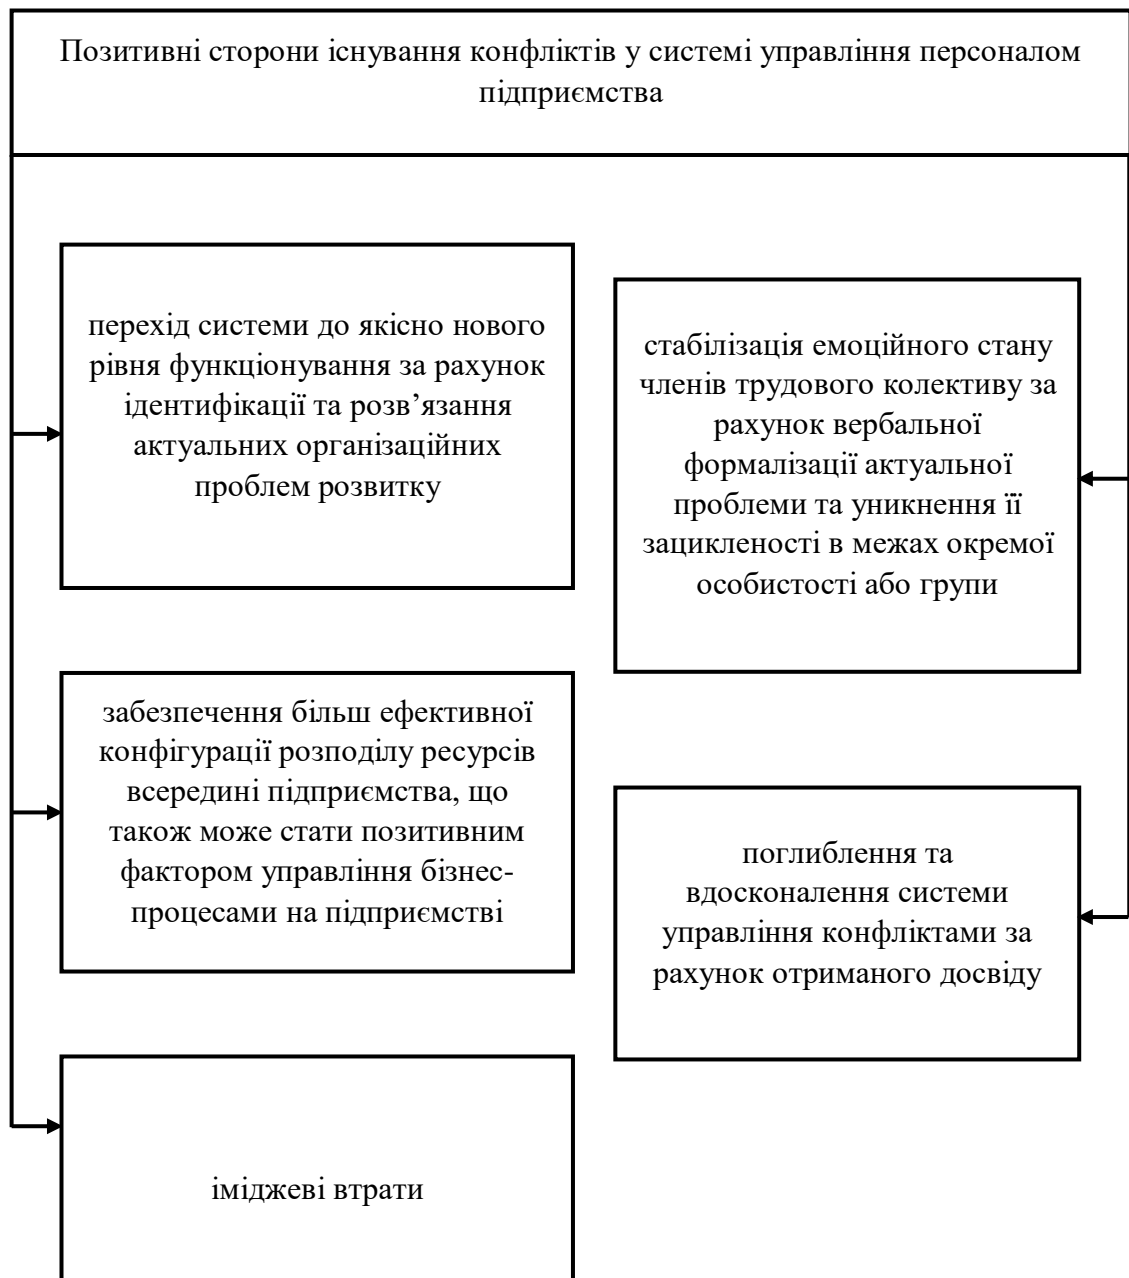 Позитивні сторони існування конфліктів у системі управління персоналом
підприємства
перехід системи до якісно нового
рівня функціонування за рахунок
ідентифікації та розв’язання
актуальних організаційних
проблем розвитку
стабілізація емоційного стану
членів трудового колективу за
рахунок вербальної
формалізації актуальної
проблеми та уникнення її
зацикленості в межах окремої
особистості або групи
забезпечення більш ефективної
конфігурації розподілу ресурсів
всередині підприємства, що
також може стати позитивним
фактором управління бізнес-
процесами на підприємстві
поглиблення та
вдосконалення системи
управління конфліктами за
рахунок отриманого досвіду
іміджеві втрати